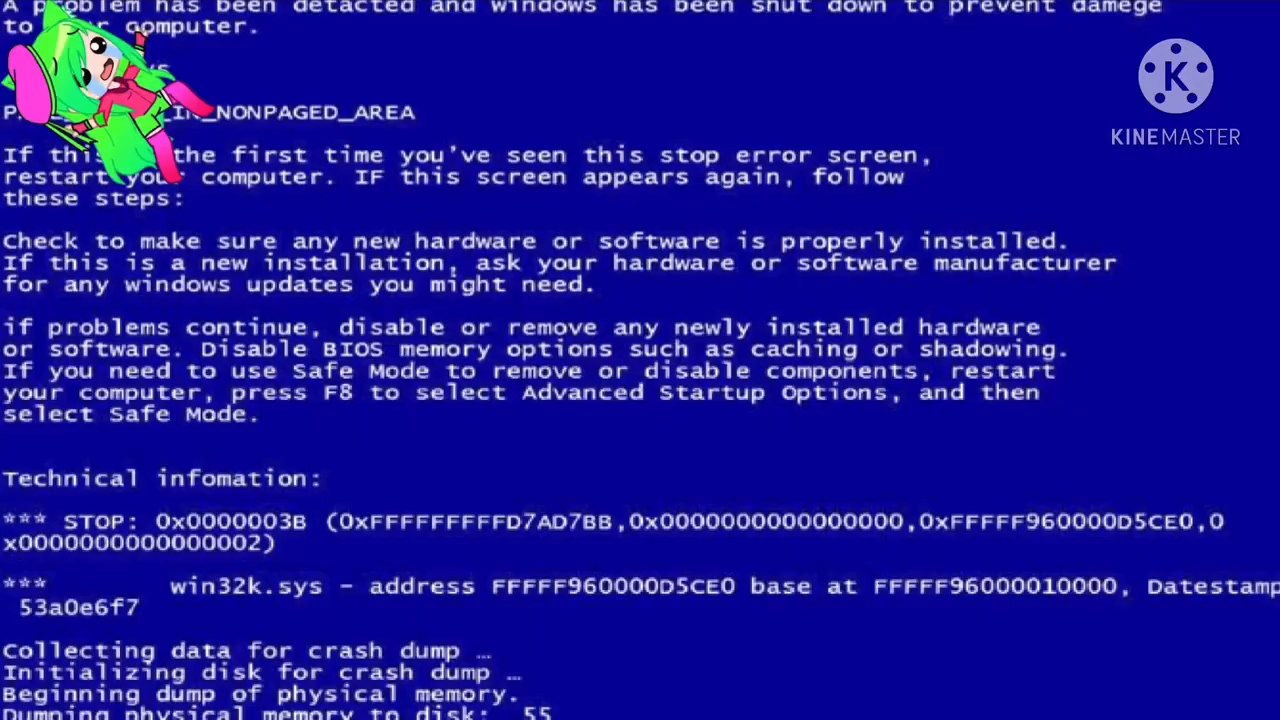 A problem has been detacted and windows has been shut down to prevent damege
to computer.
IN_NONPAGED_AREA
If this the first time you've seen this stop error screen,
restart your computer. IF this screen appears again, follow
these steps:
Check to make sure any new hardware or software is properly installed.
If this is a new installation, ask your hardware or software manufacturer
for any windows updates you might need.
if problems continue, disable or remove any newly installed hardware
or software. Disable BIOS memory options such as caching or shadowing.
If you need to use Safe Mode to remove or disable components, restart
your computer, press F8 to select Advanced Startup Options, and then
select Safe Mode.
Technical infomation:
*** STOP: 0x0000003B (0xFFFFFFFFFD7AD7BB,0x0000000000000000,0xFFFFF960000D5CE0,0
x0000000000000002)
*** win32k.sys – address FFFFF960000D5CE0 base at FFFFF96000010000, Datestamp
53a0e6f7
Collecting data for crash dump …
Initializing disk for crash dump …
Beginning dump of physical memory.
Dumping physical memory to disk: 55
K
KINEMASTER